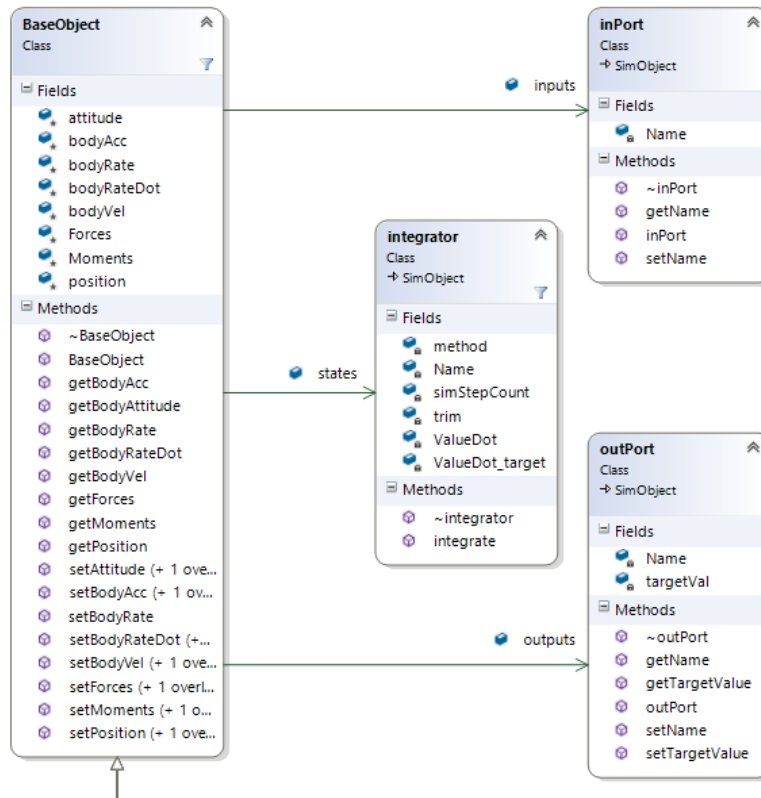 BaseObject
Class
Fields
attitude
bodyAcc
bodyRate
bodyRateDot
bodyVel
Forces
Moments
position
Methods
~BaseObject
BaseObject
getBodyAcc
getBodyAttitude
getBodyRate
getBodyRateDot
getBodyVel
getForces
getMoments
getPosition
setAttitude (+ 1 ove...
setBodyAcc (+ 1 ov...
setBodyRate
setBodyRateDot (+...
setBodyVel (+ 1 ove...
setForces (+ 1 overl...
setMoments (+ 1 o...
setPosition (+ 1 ove...
inputs
states
outputs
integrator
Class
SimObject
Fields
method
Name
simStepCount
trim
ValueDot
ValueDot_target
Methods
~integrator
integrate
inPort
Class
SimObject
Fields
Name
Methods
~inPort
getName
inPort
setName
outPort
Class
SimObject
Fields
Name
targetVal
Methods
~outPort
getName
getTargetValue
outPort
setName
setTargetValue